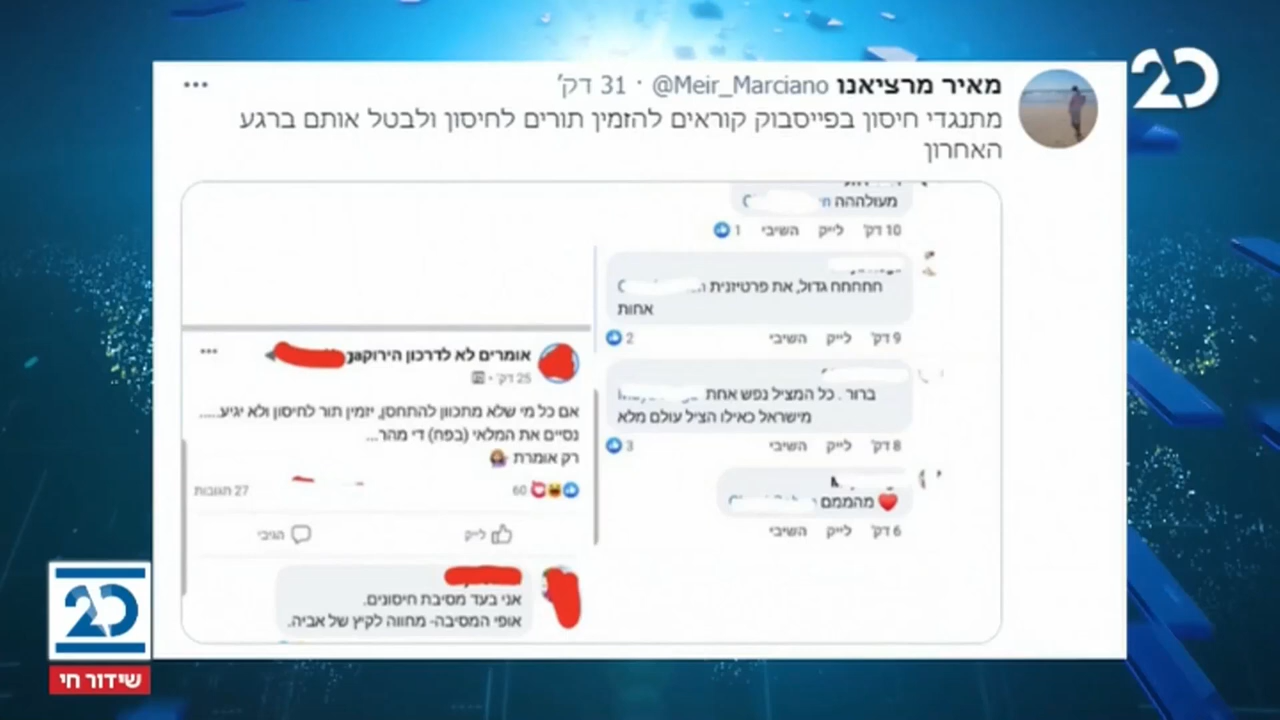 20
מאיר מרציאנו @Meir_Marciano · 31 דק'
מתנגדי חיסון בפייסבוק קוראים להזמין תורים לחיסון ולבטל אותם ברגע
האחרון
מעולההה
10 דק' לייק השיבי 1
חחחחח גדול, את פרטיזנית
אחות
9 דק' לייק השיבי 2
ברור . כל המציל נפש אחת
מישראל כאילו הציל עולם מלא
8 דק' לייק השיבי 3
מהממם
6 דק' לייק השיבי
אומרים לא לדרכון הירוק
25 דק' ·
אם כל מי שלא מתכוון להתחסן, יזמין תור לחיסון ולא יגיע.....
נסיים את המלאי (בפח) די מהר...
רק אומרת
60 27 תגובות
לייק הגיבי
אני בעד מסיבת חיסונים.
אופי המסיבה- מחווה לקיץ של אביה.
20
שידור חי